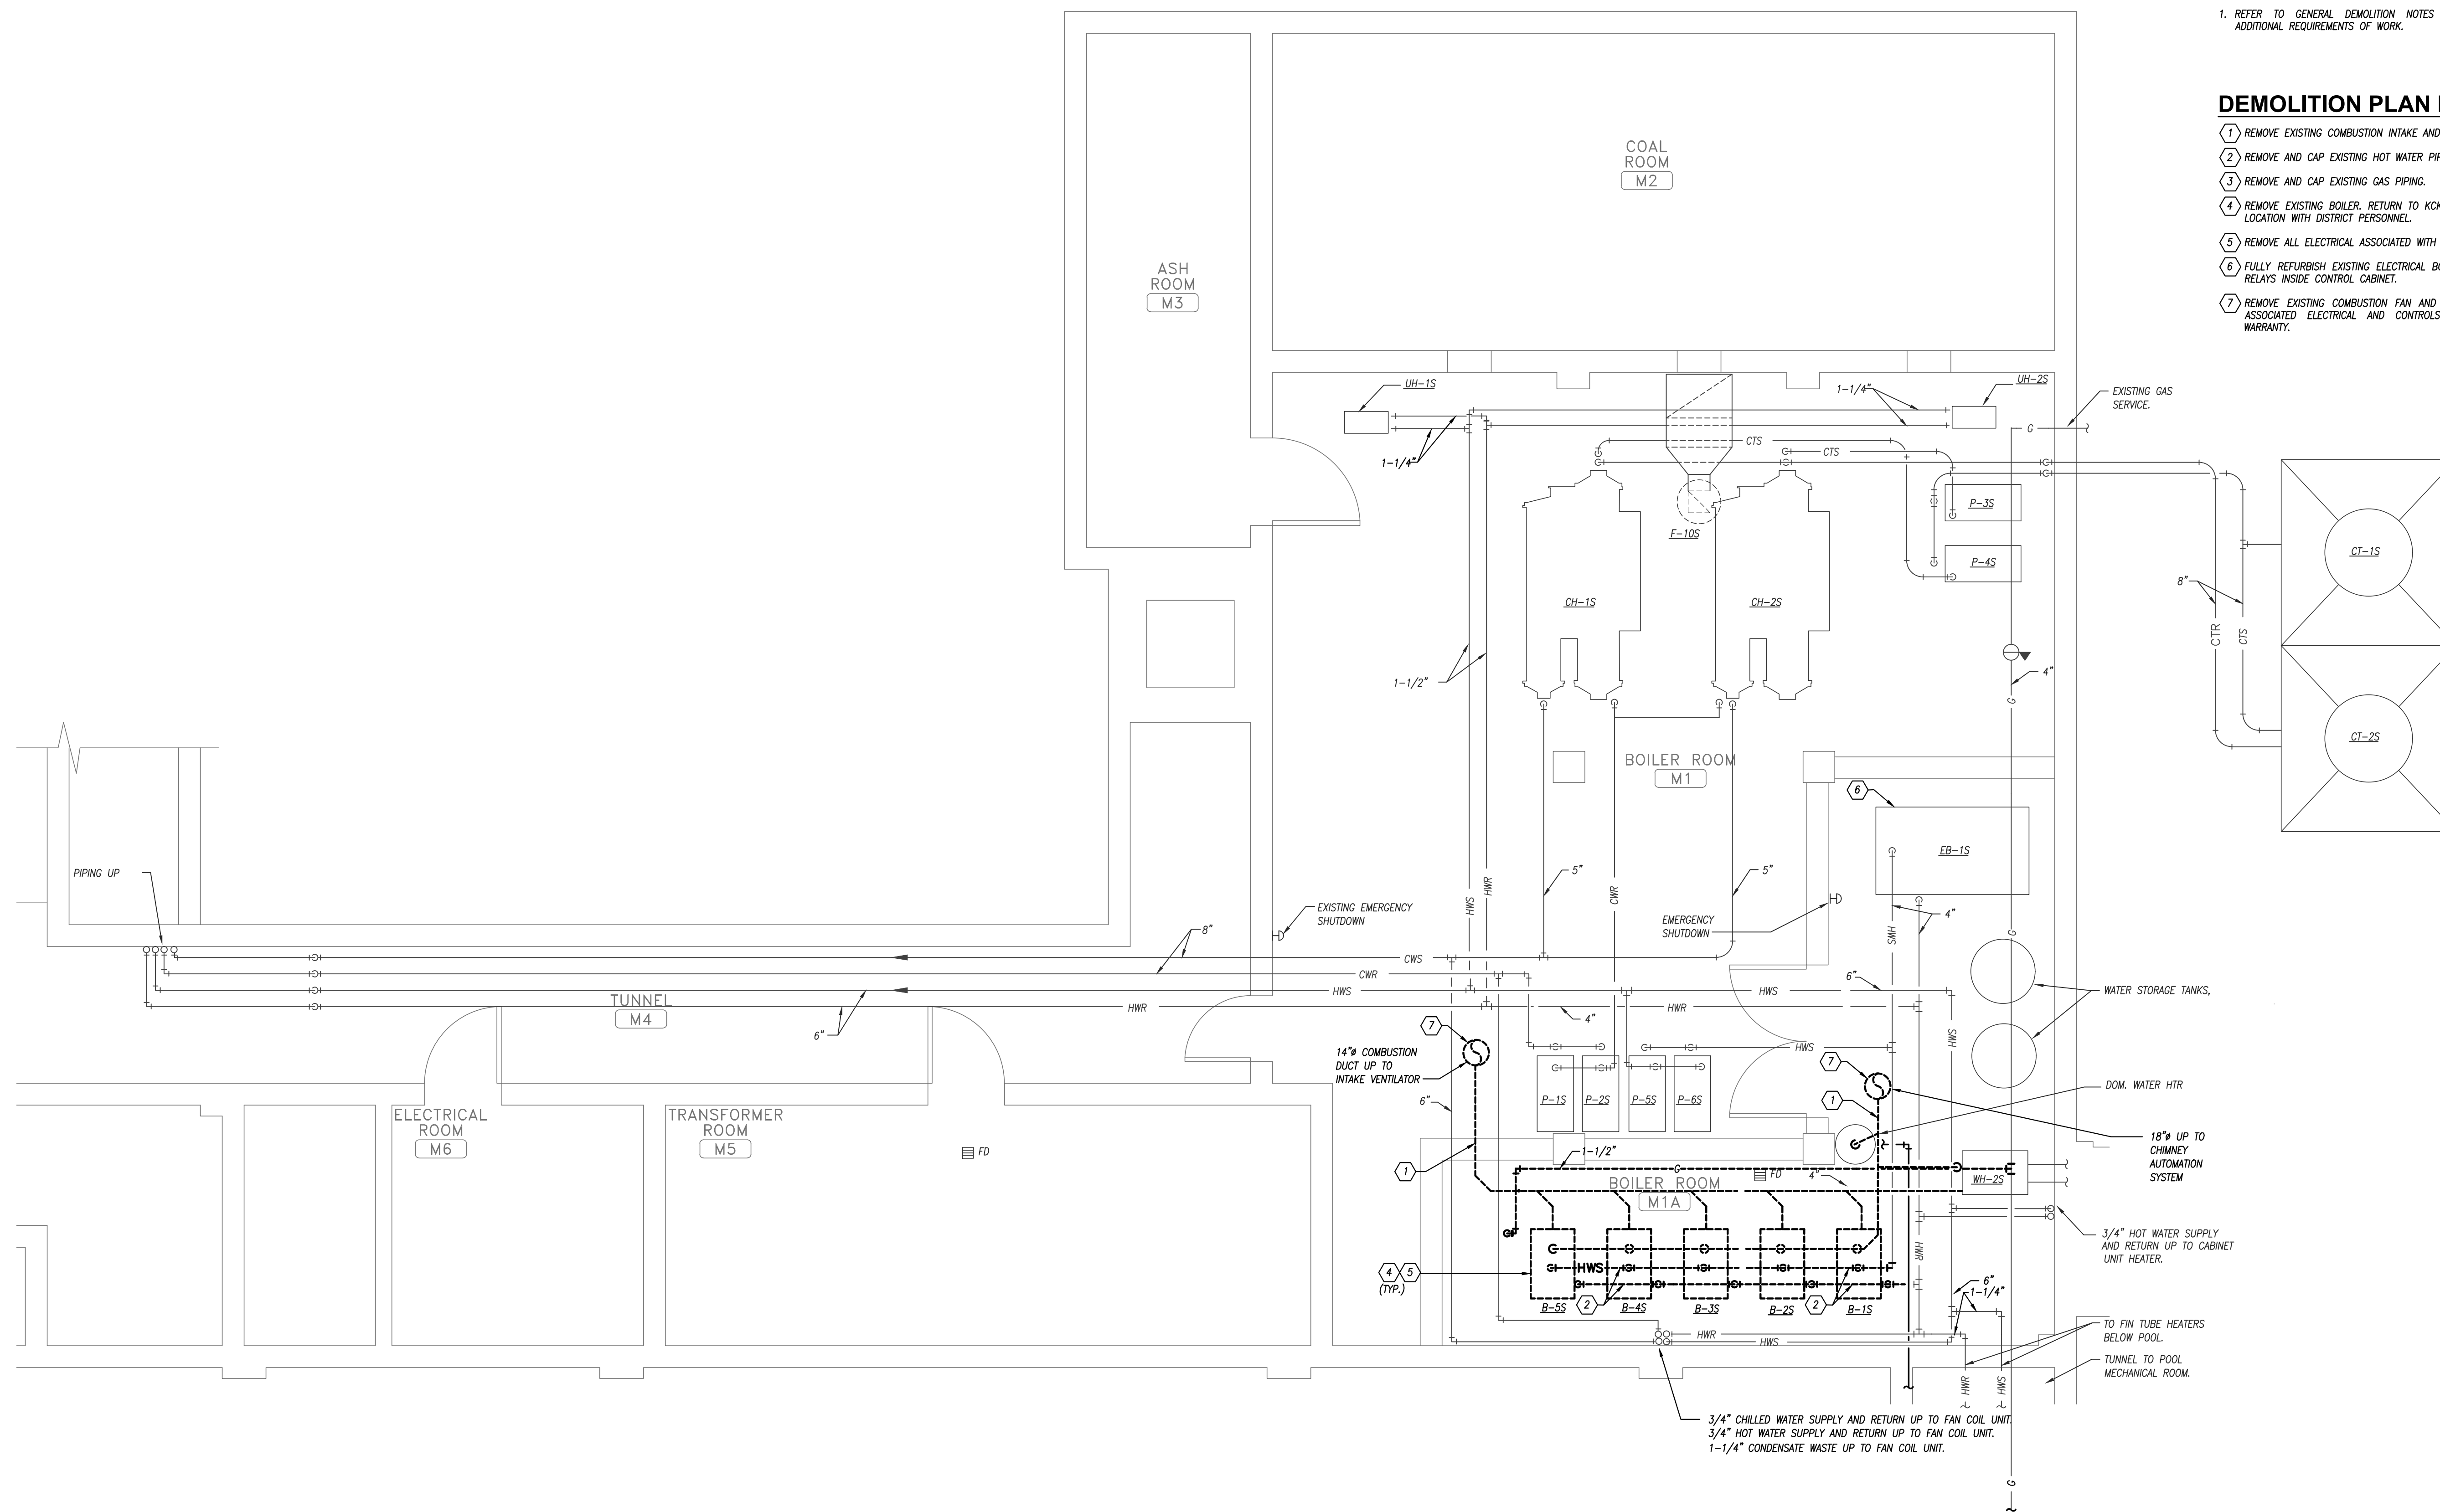 1. REFER TO GENERAL DEMOLITION NOTES
ADDITIONAL REQUIREMENTS OF WORK.
DEMOLITION PLAN
1 REMOVE EXISTING COMBUSTION INTAKE AND
2 REMOVE AND CAP EXISTING HOT WATER
3 REMOVE AND CAP EXISTING GAS PIPING.
4 REMOVE EXISTING BOILER. RETURN TO
LOCATION WITH DISTRICT PERSONNEL.
5 REMOVE ALL ELECTRICAL ASSOCIATED WITH
6 FULLY REFURBISH EXISTING ELECTRICAL
RELAYS INSIDE CONTROL CABINET.
7 REMOVE EXISTING COMBUSTION FAN AND
ASSOCIATED ELECTRICAL AND CONTROLS
WARRANTY.
COAL
ROOM
M2
ASH
ROOM
M3
UH-1S
1-1/4"
1-1/4"
UH-2S
EXISTING GAS
SERVICE.
G
CTS
CTS
P-3S
P-4S
F-10S
CH-1S
CH-2S
CT-1S
CT-2S
8"
CTR
CTS
1-1/2"
4"
G
BOILER ROOM
M1
6
EB-1S
PIPING UP
5"
5"
HWS
HWR
CWR
EXISTING EMERGENCY
SHUTDOWN
EMERGENCY
SHUTDOWN
4"
HWS
G
8"
CWS
CWR
HWS
HWR
6"
HWS
HWR
4"
6"
WATER STORAGE TANKS,
TUNNEL
M4
7
14"ø COMBUSTION
DUCT UP TO
INTAKE VENTILATOR
HWS
HWS
7
1
DOM. WATER HTR
P-1S
P-2S
P-5S
P-6S
6"
ELECTRICAL
ROOM
M6
TRANSFORMER
ROOM
M5
FD
18"ø UP TO
CHIMNEY
AUTOMATION
SYSTEM
1
1-1/2"
G
FD
4"
BOILER ROOM
M1A
WH-2S
3/4" HOT WATER SUPPLY
AND RETURN UP TO CABINET
UNIT HEATER.
HWR
4
5
(TYP.)
HWS
2
2
B-5S
B-4S
B-3S
B-2S
B-1S
6"
1-1/4"
HWR
HWS
TO FIN TUBE HEATERS
BELOW POOL.
TUNNEL TO POOL
MECHANICAL ROOM.
HWR
HWS
3/4" CHILLED WATER SUPPLY AND RETURN UP TO FAN COIL UNIT.
3/4" HOT WATER SUPPLY AND RETURN UP TO FAN COIL UNIT.
1-1/4" CONDENSATE WASTE UP TO FAN COIL UNIT.
G